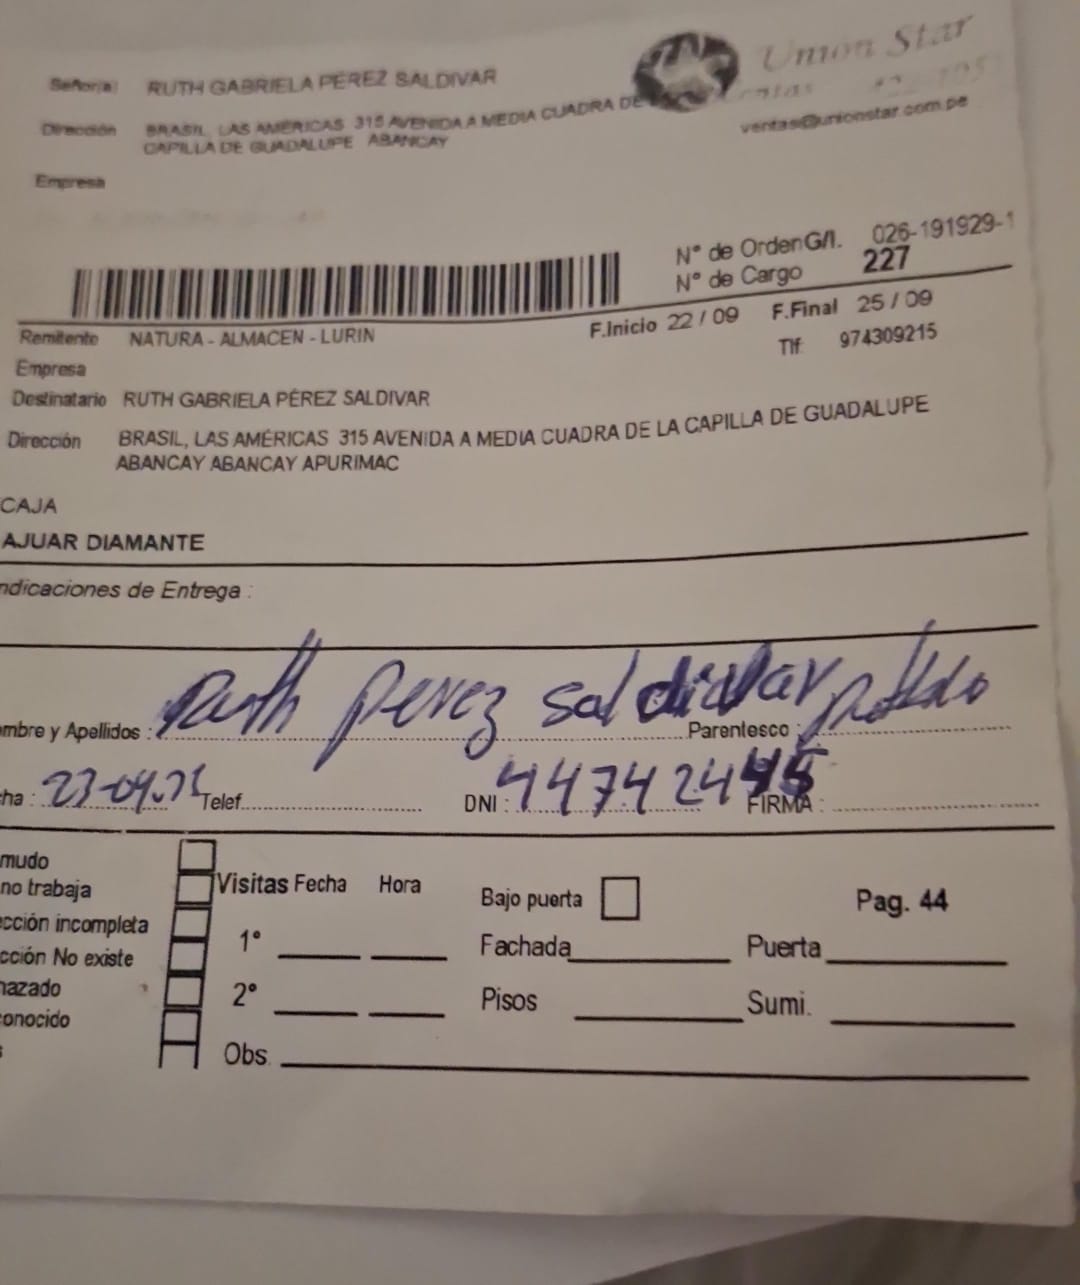 Señor(a) RUTH GABRIELA PÉREZ SALDIVAR
Union Star
Dirección BRASIL, LAS AMÉRICAS 315 AVENIDA A MEDIA CUADRA DE
CAPILLA DE GUADALUPE ABANCAY
ventas@unionstar.com.pe
Empresa
N° de Orden G/I. 026-191929-1
N° de Cargo 227
Remitente NATURA - ALMACEN - LURIN
F.Inicio 22 / 09 F.Final 25 / 09
Empresa
Tlf: 974309215
Destinatario RUTH GABRIELA PÉREZ SALDIVAR
Dirección BRASIL, LAS AMÉRICAS 315 AVENIDA A MEDIA CUADRA DE LA CAPILLA DE GUADALUPE
ABANCAY ABANCAY APURIMAC
CAJA
AJUAR DIAMANTE
ndicaciones de Entrega :
ombre y Apellidos : Ruth perez saldivar Parentesco :
cha : 23-09.25 Telef. DNI : FIRMA :
mudo
no trabaja Visitas Fecha Hora Bajo puerta Pag. 44
cción incompleta 1° Fachada Puerta
cción No existe
hazado 2° Pisos Sumi.
conocido
s Obs.